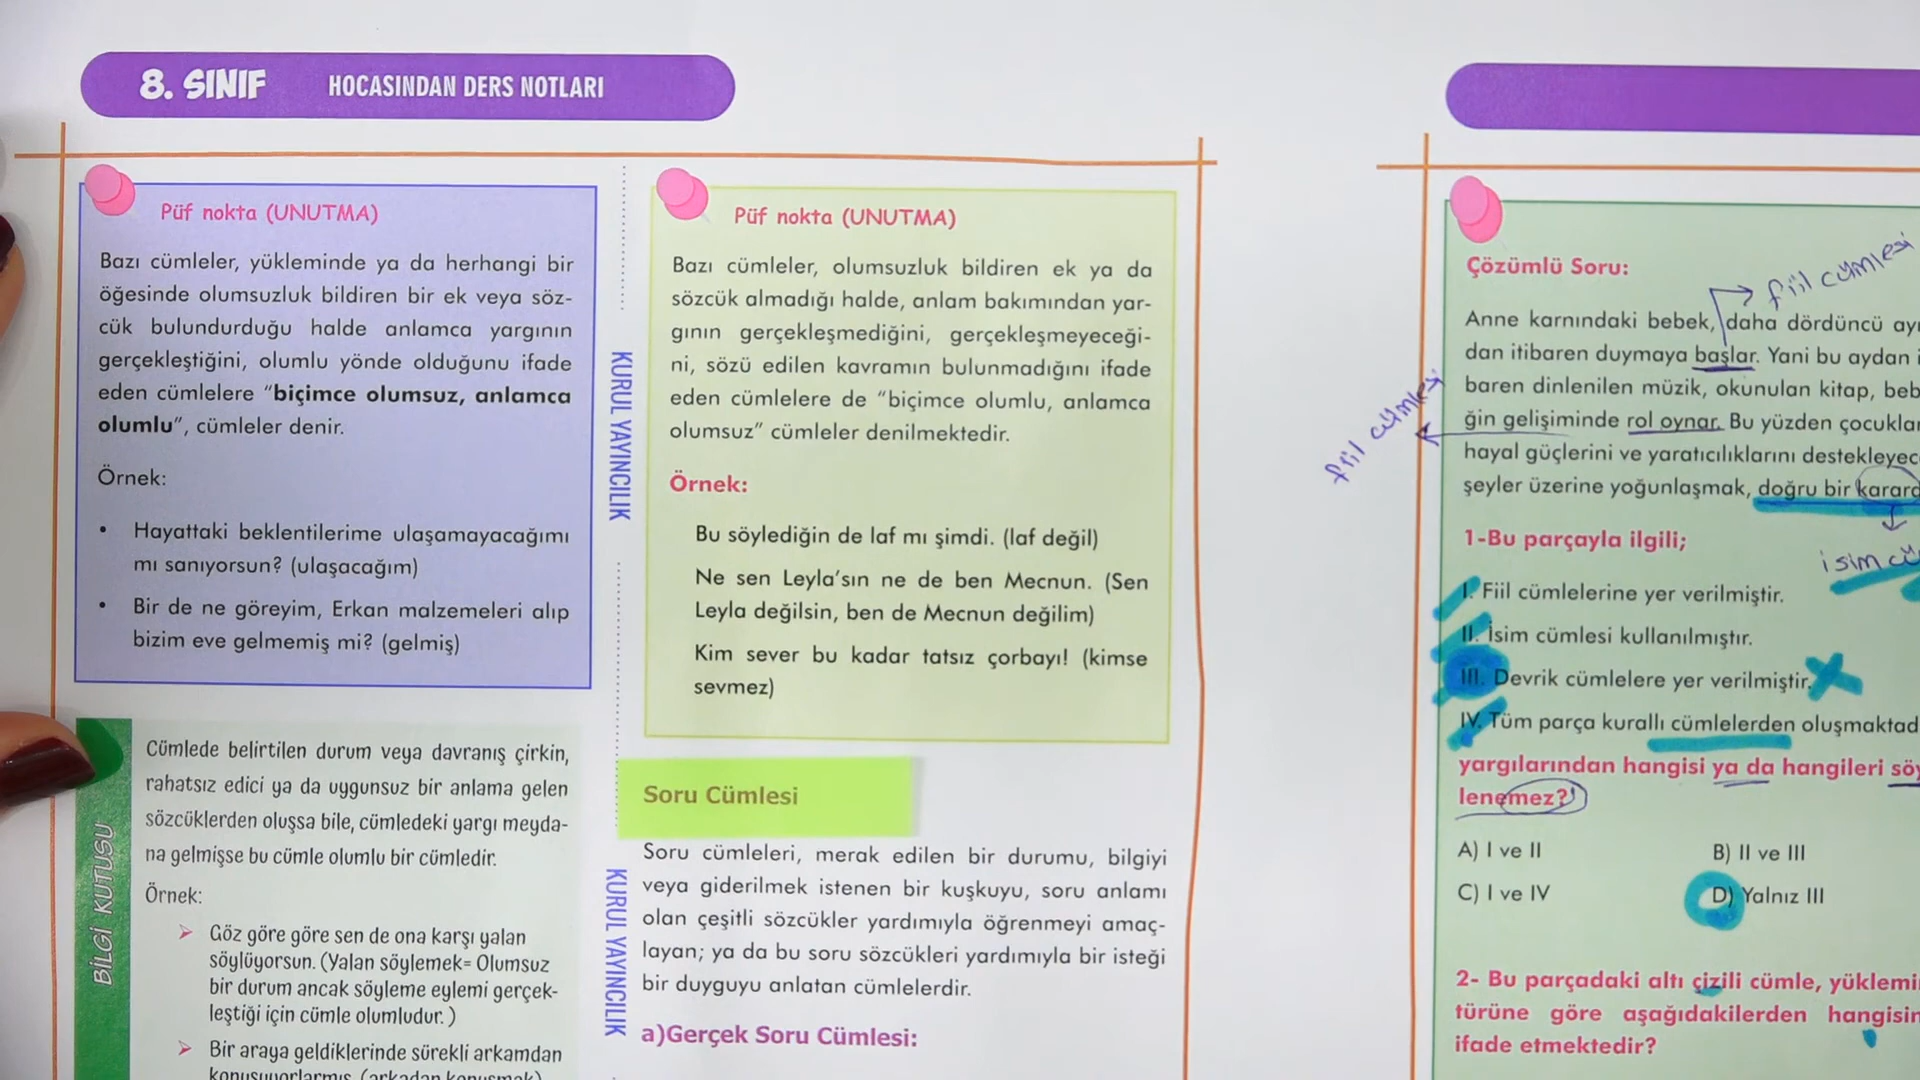 8. SINIF HOCASINDAN DERS NOTLARI
Püf nokta (UNUTMA)
Bazı cümleler, yükleminde ya da herhangi bir
öğesinde olumsuzluk bildiren bir ek veya söz-
cük bulundurduğu halde anlamca yargının
gerçekleştiğini, olumlu yönde olduğunu ifade
eden cümlelere “biçimce olumsuz, anlamca
olumlu”, cümleler denir.
Örnek:
• Hayattaki beklentilerime ulaşamayacağımı
mı sanıyorsun? (ulaşacağım)
• Bir de ne göreyim, Erkan malzemeleri alıp
bizim eve gelmemiş mi? (gelmiş)
BİLGİ KUTUSU
Cümlede belirtilen durum veya davranış çirkin,
rahatsız edici ya da uygunsuz bir anlama gelen
sözcüklerden oluşsa bile, cümledeki yargı meyda-
na gelmişse bu cümle olumlu bir cümledir.
Örnek:
➤ Göz göre göre sen de ona karşı yalan
söylüyorsun. (Yalan söylemek= Olumsuz
bir durum ancak söyleme eylemi gerçek-
leştiği için cümle olumludur. )
➤ Bir araya geldiklerinde sürekli arkamdan
konuşuyorlarmış. (arkadan konuşmak)
KURUL YAYINCILIK
KURUL YAYINCILIK
Püf nokta (UNUTMA)
Bazı cümleler, olumsuzluk bildiren ek ya da
sözcük almadığı halde, anlam bakımından yar-
gının gerçekleşmediğini, gerçekleşmeyeceği-
ni, sözü edilen kavramın bulunmadığını ifade
eden cümlelere de “biçimce olumlu, anlamca
olumsuz” cümleler denilmektedir.
Örnek:
Bu söylediğin de laf mı şimdi. (laf değil)
Ne sen Leyla’sın ne de ben Mecnun. (Sen
Leyla değilsin, ben de Mecnun değilim)
Kim sever bu kadar tatsız çorbayı! (kimse
sevmez)
Soru Cümlesi
Soru cümleleri, merak edilen bir durumu, bilgiyi
veya giderilmek istenen bir kuşkuyu, soru anlamı
olan çeşitli sözcükler yardımıyla öğrenmeyi amaç-
layan; ya da bu soru sözcükleri yardımıyla bir isteği
bir duyguyu anlatan cümlelerdir.
a)Gerçek Soru Cümlesi:
Çözümlü Soru:
fiil cümlesi
Anne karnındaki bebek, daha dördüncü ay
dan itibaren duymaya başlar. Yani bu aydan
baren dinlenilen müzik, okunulan kitap, beb
ğin gelişiminde rol oynar. Bu yüzden çocukla
fiil cümlesi
hayal güçlerini ve yaratıcılıklarını destekleyec
şeyler üzerine yoğunlaşmak, doğru bir karard
isim cü
1-Bu parçayla ilgili;
I. Fiil cümlelerine yer verilmiştir.
II. İsim cümlesi kullanılmıştır.
III. Devrik cümlelere yer verilmiştir.
IV. Tüm parça kurallı cümlelerden oluşmaktad
yargılarından hangisi ya da hangileri söy
lenemez?
A) I ve II
B) II ve III
C) I ve IV
D) Yalnız III
2- Bu parçadaki altı çizili cümle, yüklemi
türüne göre aşağıdakilerden hangisin
ifade etmektedir?